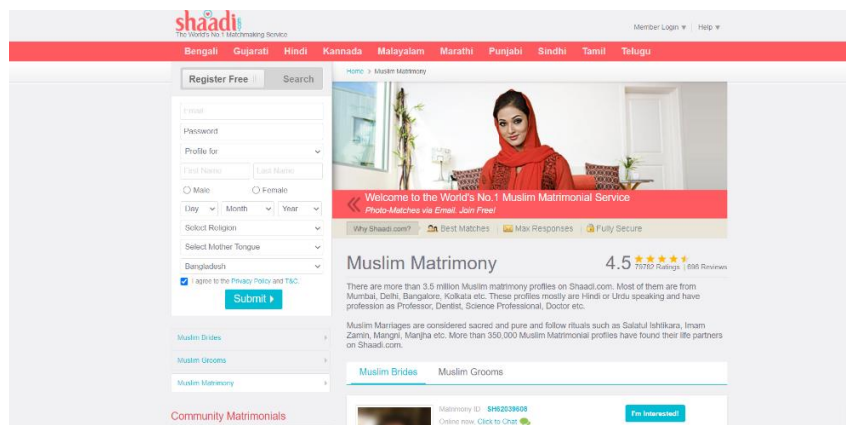 shaadi
The World's No.1 Matchmaking Service
Member Login Help
Bengali Gujarati Hindi Kannada Malayalam Marathi Punjabi Sindhi Tamil Telugu
Home > Muslim Matrimony
Register Free Search
Email
Password
Profile for
First Name Last Name
Male Female
Day Month Year
Select Religion
Select Mother Tongue
Bangladesh
I agree to the Privacy Policy and T&C.
Submit
Muslim Brides
Muslim Grooms
Muslim Matrimony
Community Matrimonials
Welcome to the World's No.1 Muslim Matrimonial Service
Photo-Matches via Email. Join Free!
Why Shaadi.com? Best Matches Max Responses Fully Secure
Muslim Matrimony 4.5 79782 Ratings | 696 Reviews
There are more than 3.5 million Muslim matrimony profiles on Shaadi.com. Most of them are from
Mumbai, Delhi, Bangalore, Kolkata etc. These profiles mostly are Hindi or Urdu speaking and have
profession as Professor, Dentist, Science Professional, Doctor etc.
Muslim Marriages are considered sacred and pure and follow rituals such as Salatul Ishtikara, Imam
Zamin, Mangni, Manjha etc. More than 350,000 Muslim Matrimonial profiles have found their life partners
on Shaadi.com.
Muslim Brides Muslim Grooms
Matrimony ID SH62039608
Online now, Click to Chat
I'm Interested!